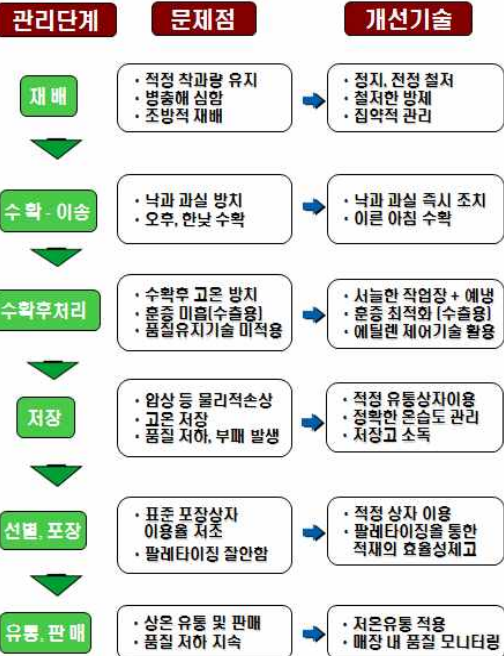 관리단계 문제점 개선기술
재 배
· 적정 착과량 유지
· 병충해 심함
· 조방적 재배
· 정지, 전정 철저
· 철저한 방제
· 집약적 관리
수 확 - 이송
· 낙과 과실 방치
· 오후, 한낮 수확
· 낙과 과실 즉시 조치
· 이른 아침 수확
수확후처리
· 수확후 고온 방치
· 훈증 미흡(수출용)
· 품질유지기술 미적용
· 서늘한 작업장 + 예냉
· 훈증 최적화 (수출용)
· 에틸렌 제어기술 활용
저장
· 압상 등 물리적손상
· 고온 저장
· 품질 저하, 부패 발생
· 적정 유통상자이용
· 정확한 온습도 관리
· 저장고 소독
선별, 포장
· 표준 포장상자
이용율 저조
· 팔레타이징 잘안함
· 적정 상자 이용
· 팔레타이징을 통한
적재의 효율성제고
유통, 판 매
· 상온 유통 및 판매
· 품질 저하 지속
· 저온유통 적용
· 매장 내 품질 모니터링